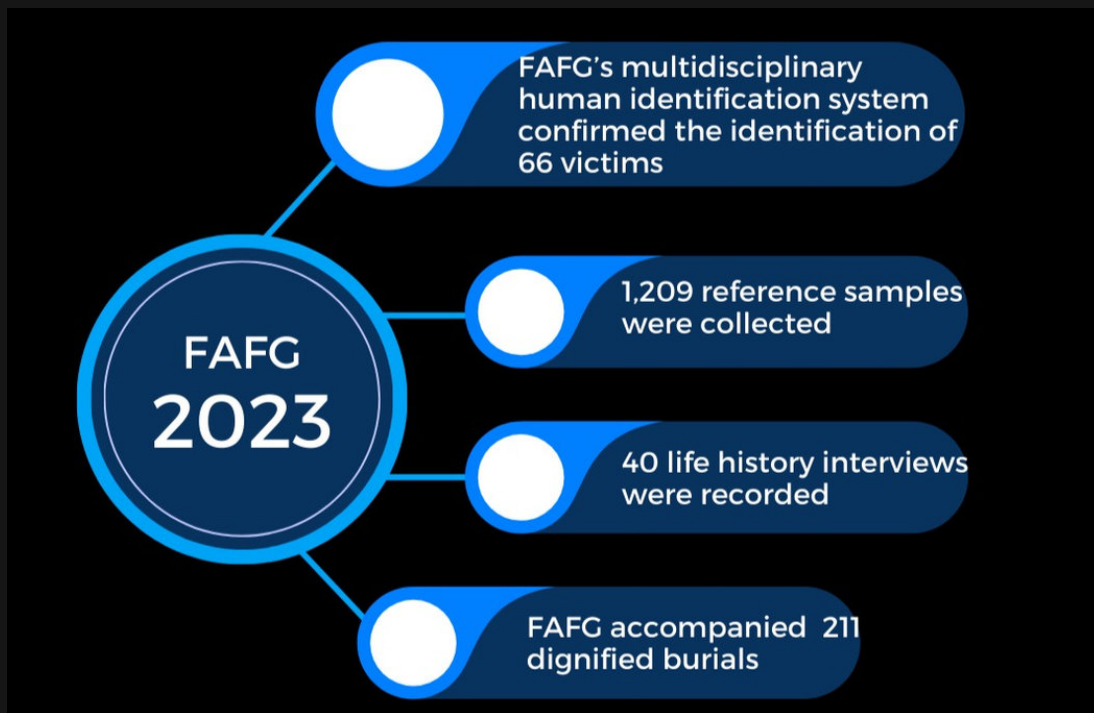 FAFG's multidisciplinary
human identification system
confirmed the identification of
66 victims
1,209 reference samples
were collected
FAFG
2023
40 life history interviews
were recorded
FAFG accompanied  211
dignified burials